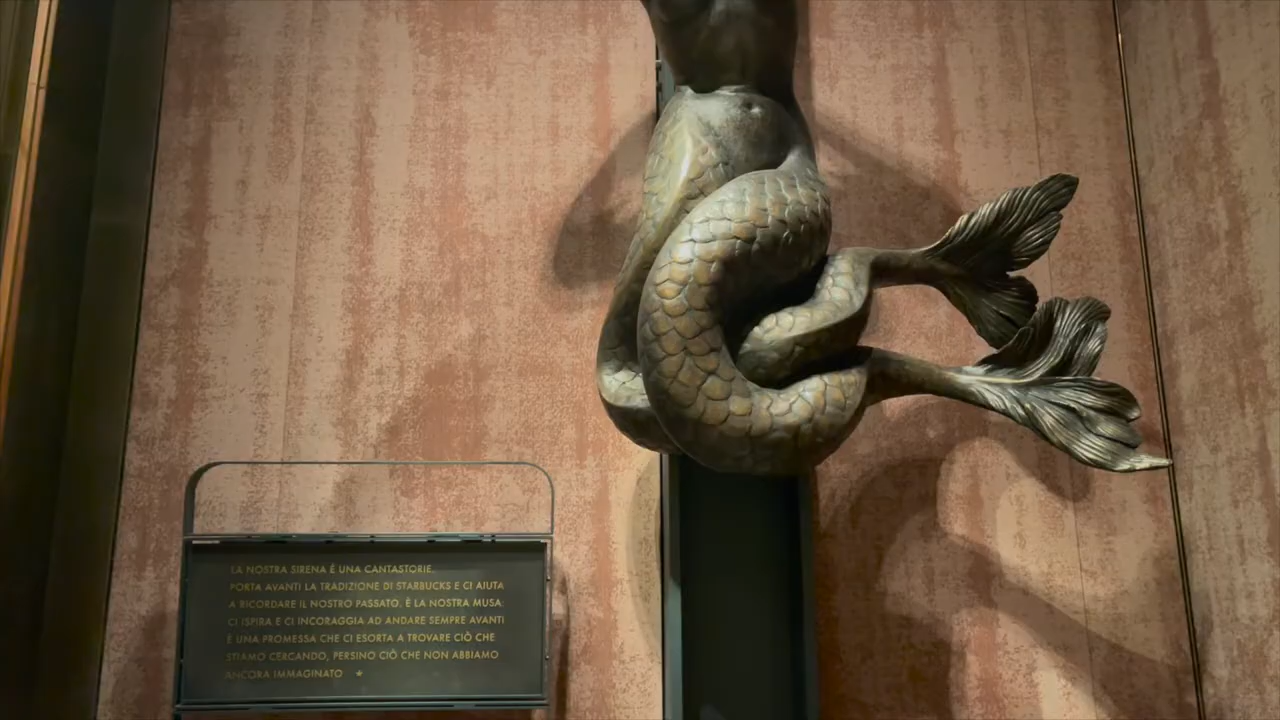 LA NOSTRA SIRENA È UNA CANTASTORIE.
PORTA AVANTI LA TRADIZIONE DI STARBUCKS E CI AIUTA
A RICORDARE IL NOSTRO PASSATO. È LA NOSTRA MUSA:
CI ISPIRA E CI INCORAGGIA AD ANDARE SEMPRE AVANTI
È UNA PROMESSA CHE CI ESORTA A TROVARE CIÒ CHE
STIAMO CERCANDO, PERSINO CIÒ CHE NON ABBIAMO
ANCORA IMMAGINATO ★